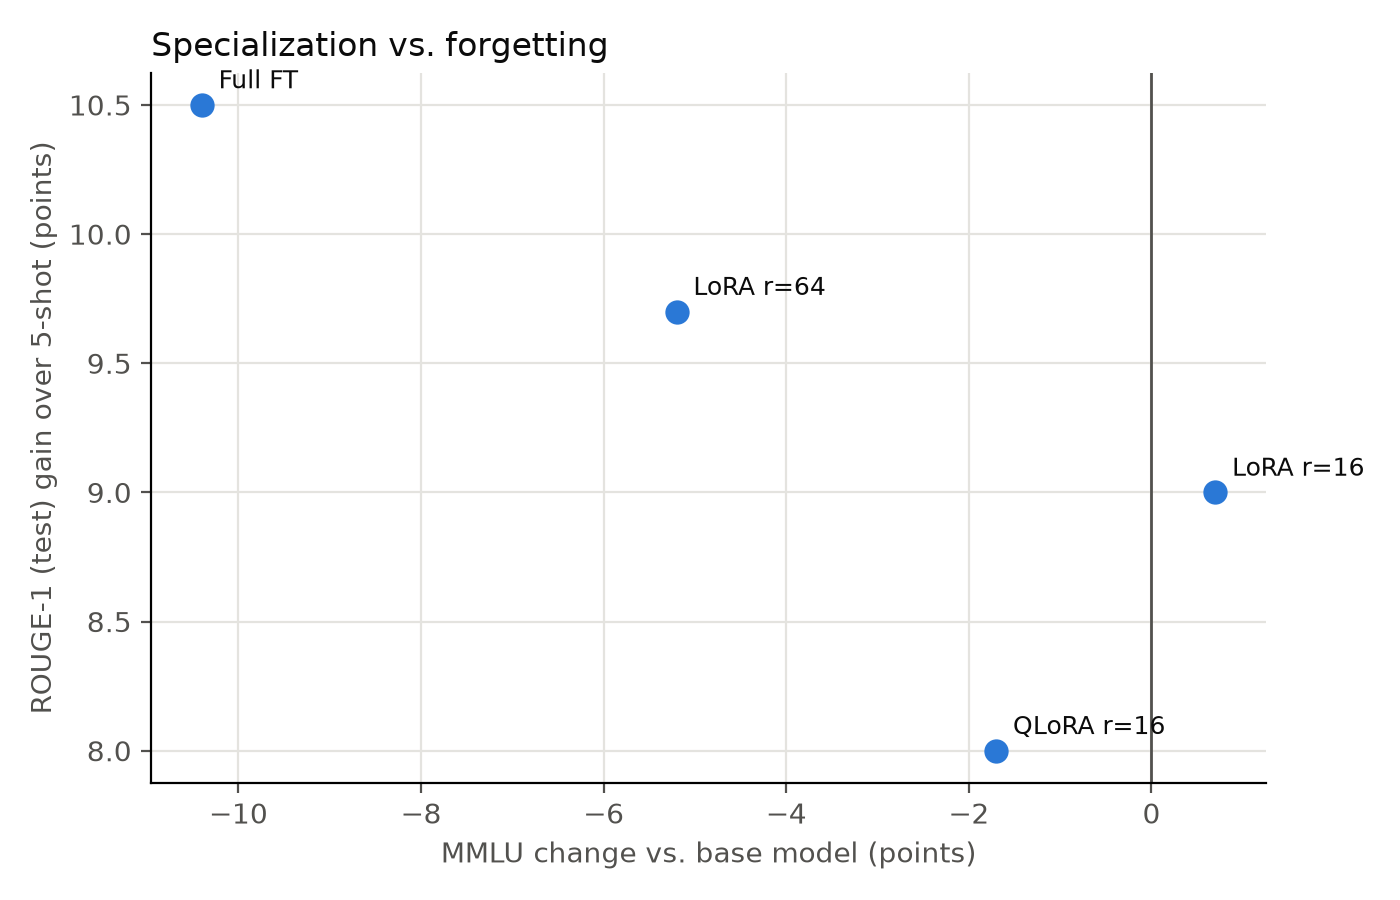 Specialization vs. forgetting
Full FT
LoRA r=64
LoRA r=16
QLoRA r=16
ROUGE-1 (test) gain over 5-shot (points)
10.5
10.0
9.5
9.0
8.5
8.0
−10
−8
−6
−4
−2
0
MMLU change vs. base model (points)